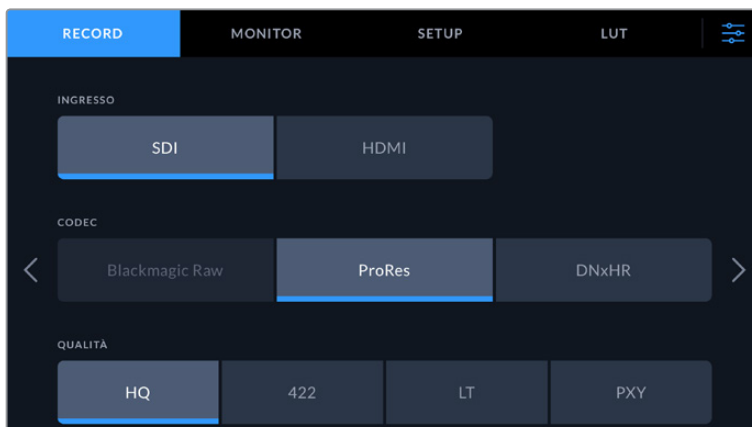 RECORD MONITOR SETUP LUT
INGRESSO
SDI HDMI
CODEC
Blackmagic Raw ProRes DNxHR
QUALITÀ
HQ 422 LT PXY